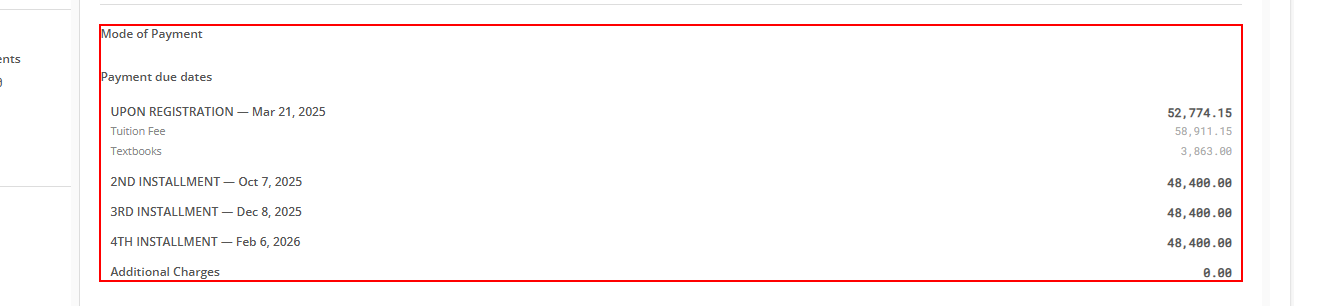 Mode of Payment
ents
Payment due dates
UPON REGISTRATION — Mar 21, 2025 52,774.15
Tuition Fee 58,911.15
Textbooks 3,863.00
2ND INSTALLMENT — Oct 7, 2025 48,400.00
3RD INSTALLMENT — Dec 8, 2025 48,400.00
4TH INSTALLMENT — Feb 6, 2026 48,400.00
Additional Charges 0.00